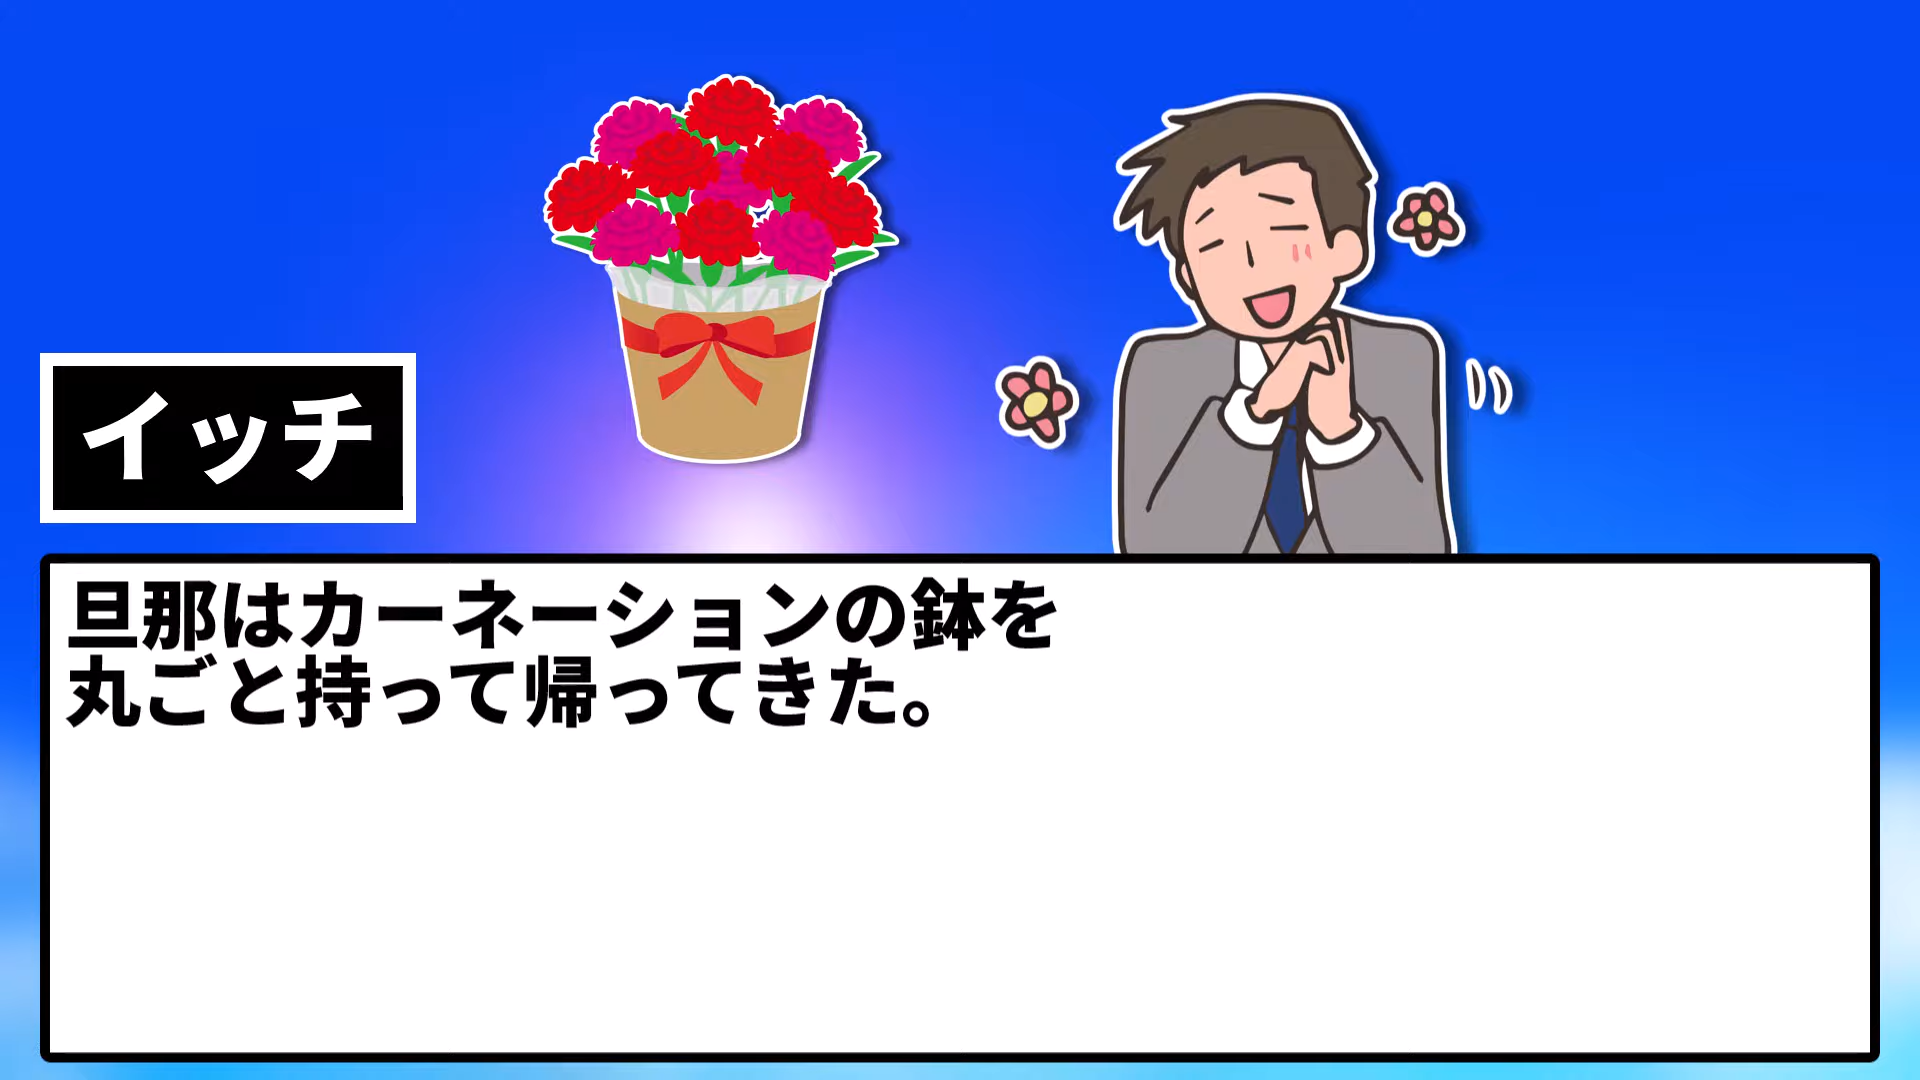 イッチ
旦那はカーネーションの鉢を
丸ごと持って帰ってきた。